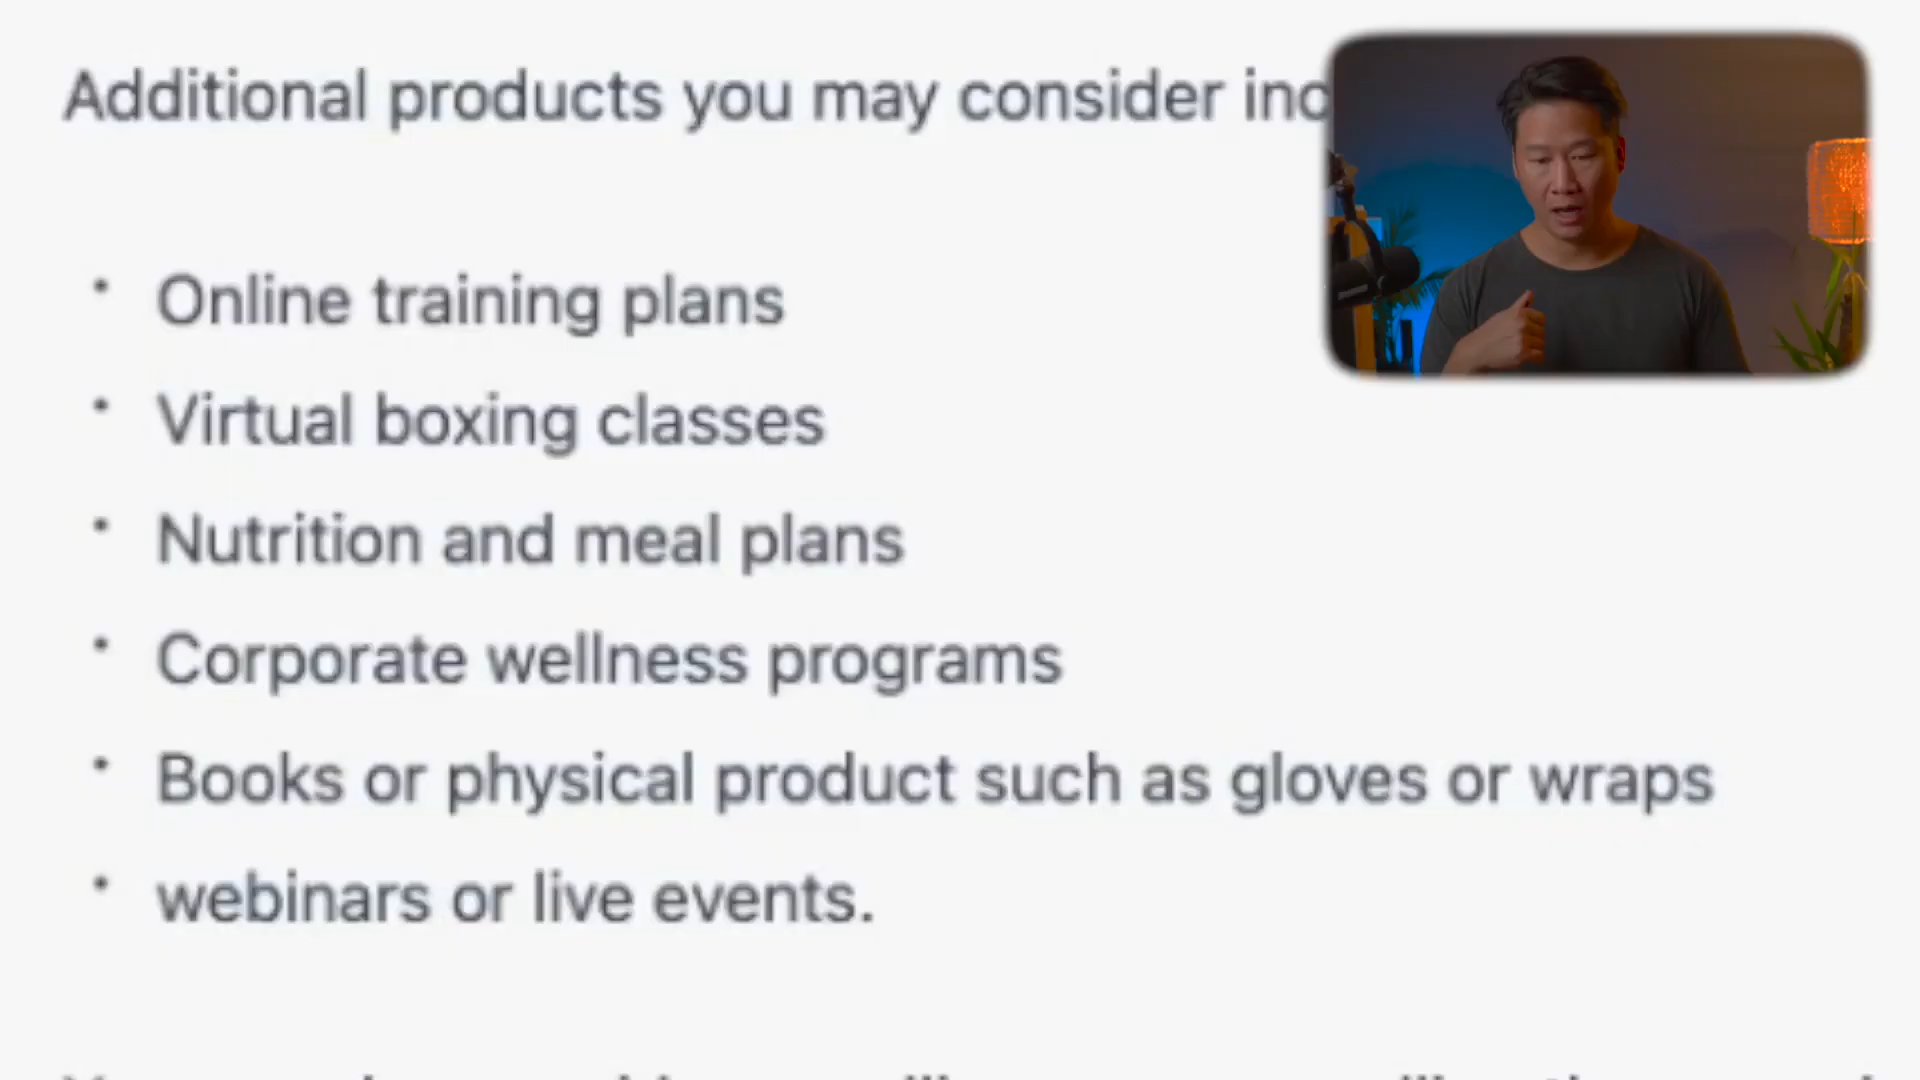 Additional products you may consider
Online training plans
Virtual boxing classes
Nutrition and meal plans
Corporate wellness programs
Books or physical product such as gloves or wraps
webinars or live events.